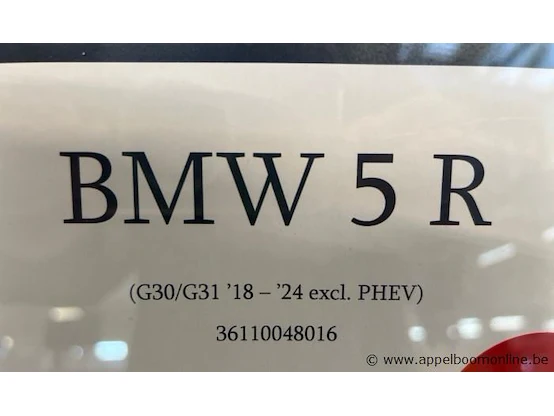 BMW 5 R
(G30/G31 ’18 – ’24 excl. PHEV)
36110048016
© www.appelboomonline.be